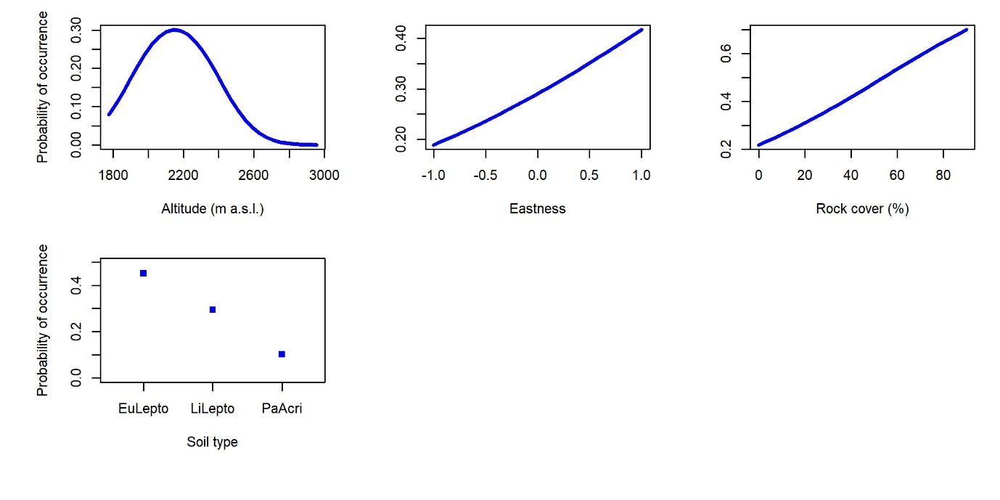 Probability of occurrence
0.00 0.10 0.20 0.30
1800 2200 2600 3000
Altitude (m a.s.l.)
0.20 0.30 0.40
-1.0 -0.5 0.0 0.5 1.0
Eastness
0.2 0.4 0.6
0 20 40 60 80
Rock cover (%)
Probability of occurrence
0.0 0.2 0.4
EuLepto LiLepto PaAcri
Soil type